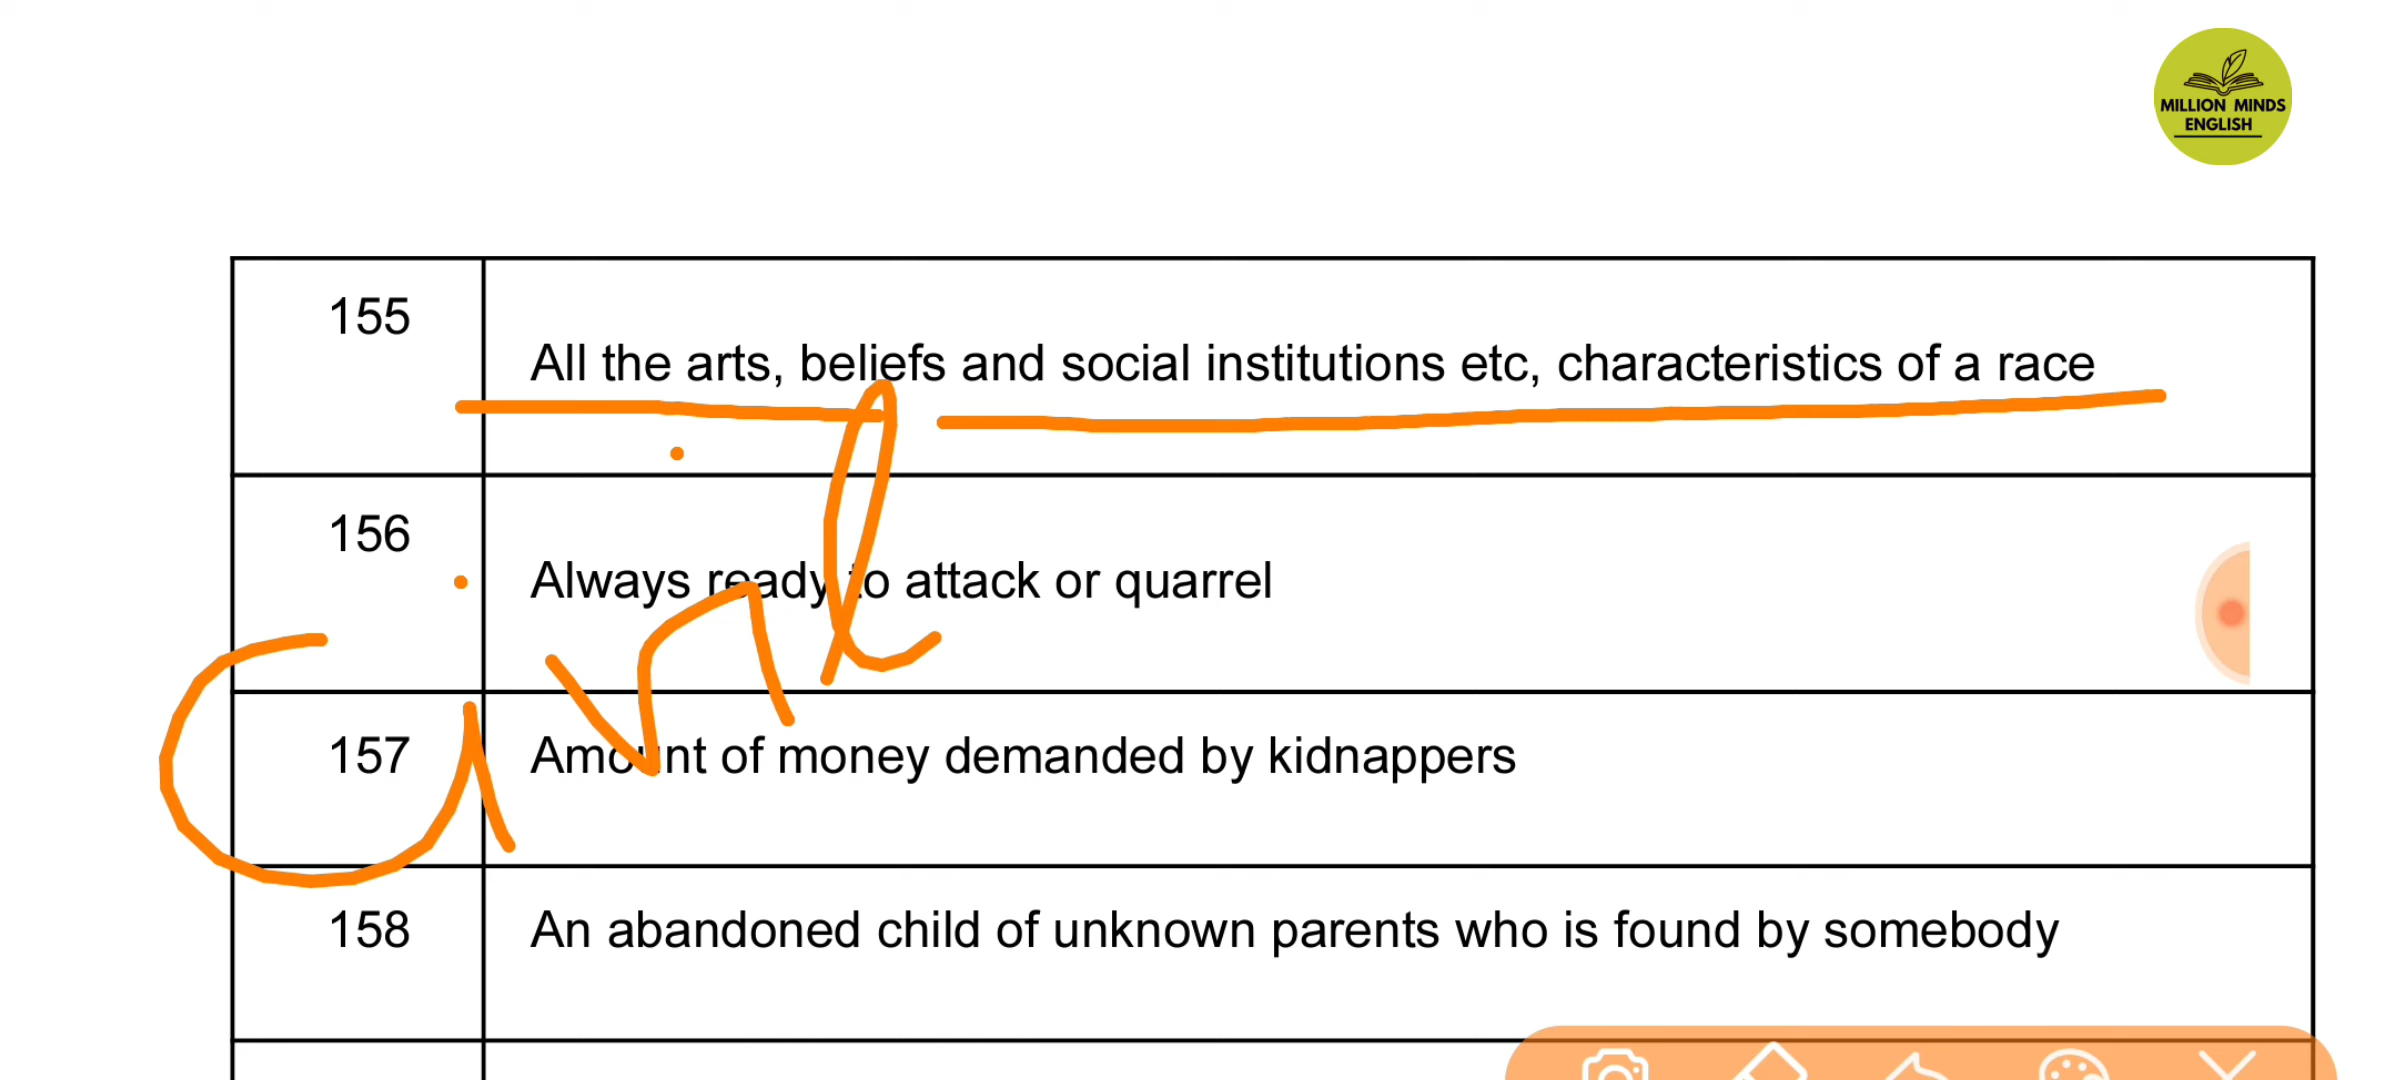 MILLION MINDS
ENGLISH
155
All the arts, beliefs and social institutions etc, characteristics of a race
156
Always ready to attack or quarrel
157
Amount of money demanded by kidnappers
158
An abandoned child of unknown parents who is found by somebody